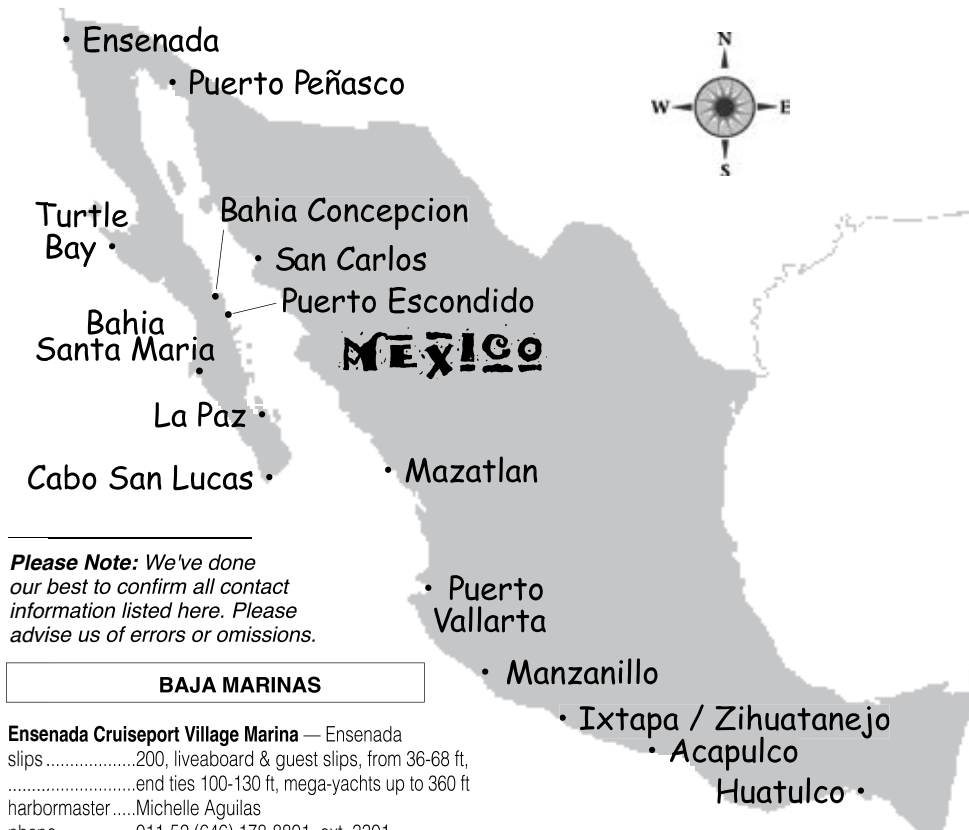 N
W
E
S
Ensenada
Puerto Peñasco
Turtle
Bay
Bahia Concepcion
San Carlos
Puerto Escondido
Bahia
Santa Maria
MEXICO
La Paz
Cabo San Lucas
Mazatlan
Puerto
Vallarta
Manzanillo
Ixtapa / Zihuatanejo
Acapulco
Huatulco
Please Note: We've done
our best to confirm all contact
information listed here. Please
advise us of errors or omissions.
BAJA MARINAS
Ensenada Cruiseport Village Marina — Ensenada
slips..................200, liveaboard & guest slips, from 36-68 ft,
..........................end ties 100-130 ft, mega-yachts up to 360 ft
harbormaster.....Michelle Aguilas